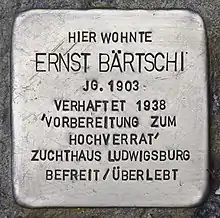 HIER WOHNTE
ERNST BÄRTSCHI
JG. 1903
VERHAFTET 1938
'VORBEREITUNG ZUM
HOCHVERRAT'
ZUCHTHAUS LUDWIGSBURG
BEFREIT/ÜBERLEBT